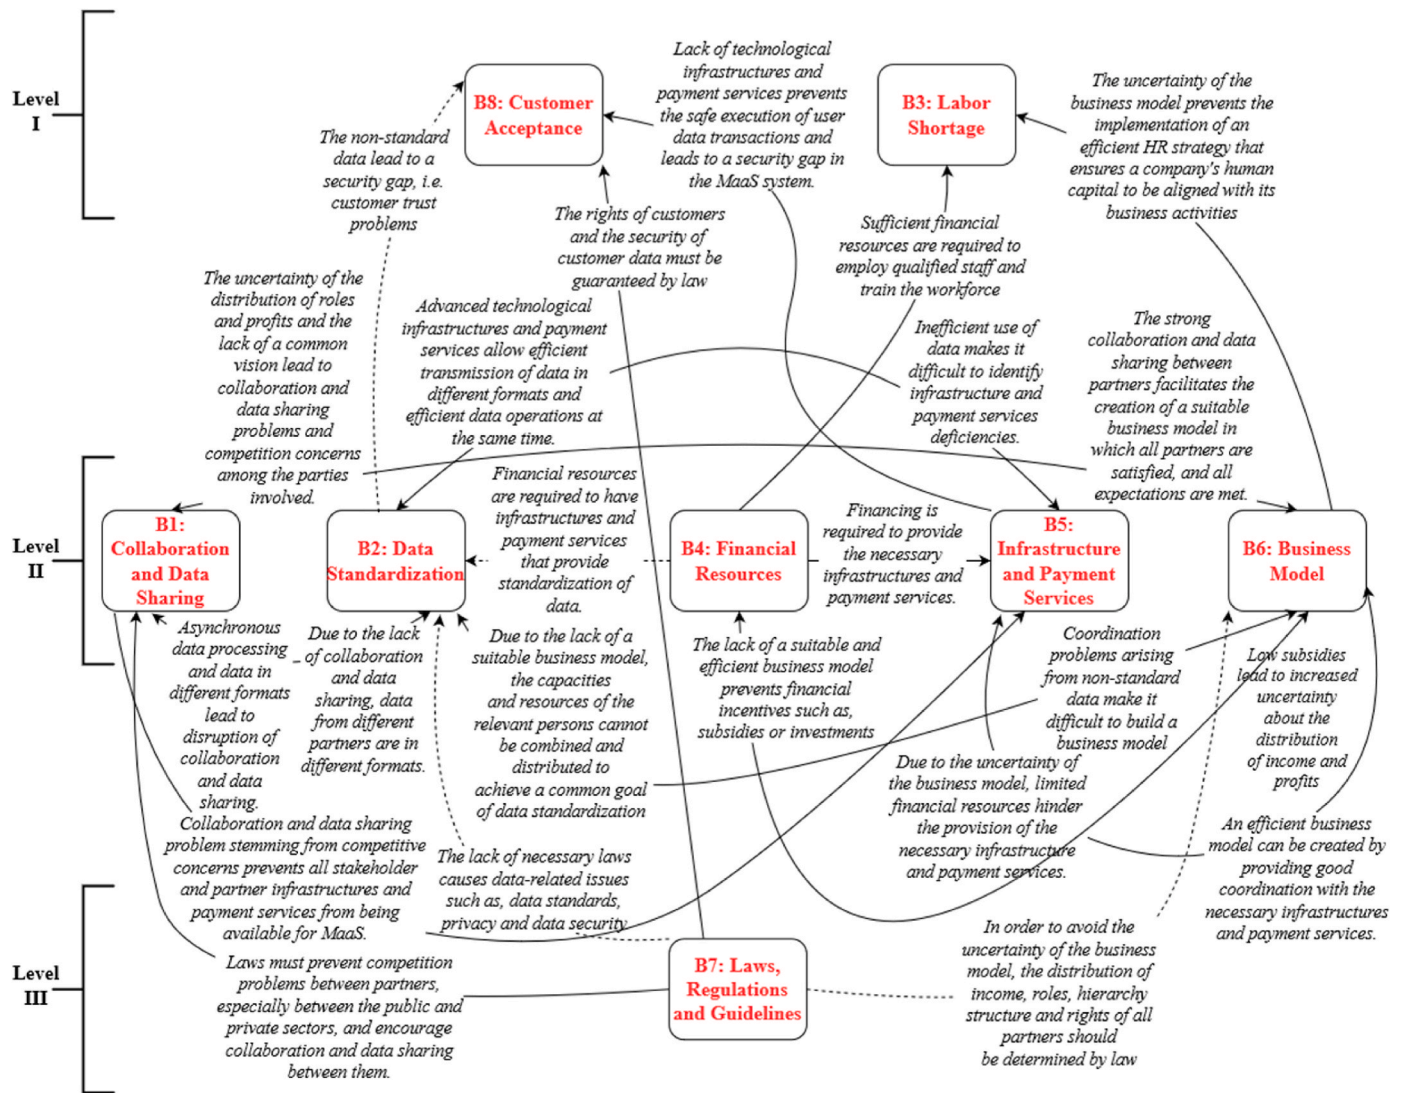 Level
I
B8: Customer
Acceptance
Lack of technological
infrastructures and
payment services prevents
the safe execution of user
data transactions and
leads to a security gap in
the MaaS system.
B3: Labor
Shortage
The uncertainty of the
business model prevents the
implementation of an
efficient HR strategy that
ensures a company's human
capital to be aligned with its
business activities
The non-standard
data lead to a
security gap, i.e.
customer trust
problems
The rights of customers
and the security of
customer data must be
guaranteed by law
Sufficient financial
resources are required to
employ qualified staff and
train the workforce
The uncertainty of the
distribution of roles
and profits and the
lack of a common
vision lead to
collaboration and
data sharing
problems and
competition concerns
among the parties
involved.
Advanced technological
infrastructures and payment
services allow efficient
transmission of data in
different formats and
efficient data operations at
the same time.
Inefficient use of
data makes it
difficult to identify
infrastructure and
payment services
deficiencies.
The strong
collaboration and data
sharing between
partners facilitates the
creation of a suitable
business model in
which all partners are
satisfied, and all
expectations are met.
Level
II
B1:
Collaboration
and Data
Sharing
B2: Data
Standardization
Financial resources
are required to have
infrastructures and
payment services
that provide
standardization of
data.
B4: Financial
Resources
Financing is
required to provide
the necessary
infrastructures and
payment services.
B5:
Infrastructure
and Payment
Services
B6: Business
Model
Asynchronous
data processing
and data in
different formats
lead to
disruption of
collaboration
and data
sharing.
Due to the lack
of collaboration
and data
sharing, data
from different
partners are in
different formats.
Due to the lack of a
suitable business model,
the capacities
and resources of the
relevant persons cannot
be combined and
distributed to
achieve a common goal
of data standardization
The lack of a suitable and
efficient business model
prevents financial
incentives such as,
subsidies or investments
Coordination
problems arising
from non-standard
data make it
difficult to build a
business model
Law subsidies
lead to increased
uncertainty
about the
distribution
of income and
profits
Due to the uncertainty of
the business model, limited
financial resources hinder
the provision of the
necessary infrastructure
and payment services.
Collaboration and data sharing
problem stemming from competitive
concerns prevents all stakeholder
and partner infrastructures and
payment services from being
available for MaaS.
The lack of necessary laws
causes data-related issues
such as, data standards,
privacy and data security
An efficient business
model can be created by
providing good
coordination with the
necessary infrastructures
and payment services.
Level
III
Laws must prevent competition
problems between partners,
especially between the public and
private sectors, and encourage
collaboration and data sharing
between them.
B7: Laws,
Regulations
and Guidelines
In order to avoid the
uncertainty of the business
model, the distribution of
income, roles, hierarchy
structure and rights of all
partners should
be determined by law